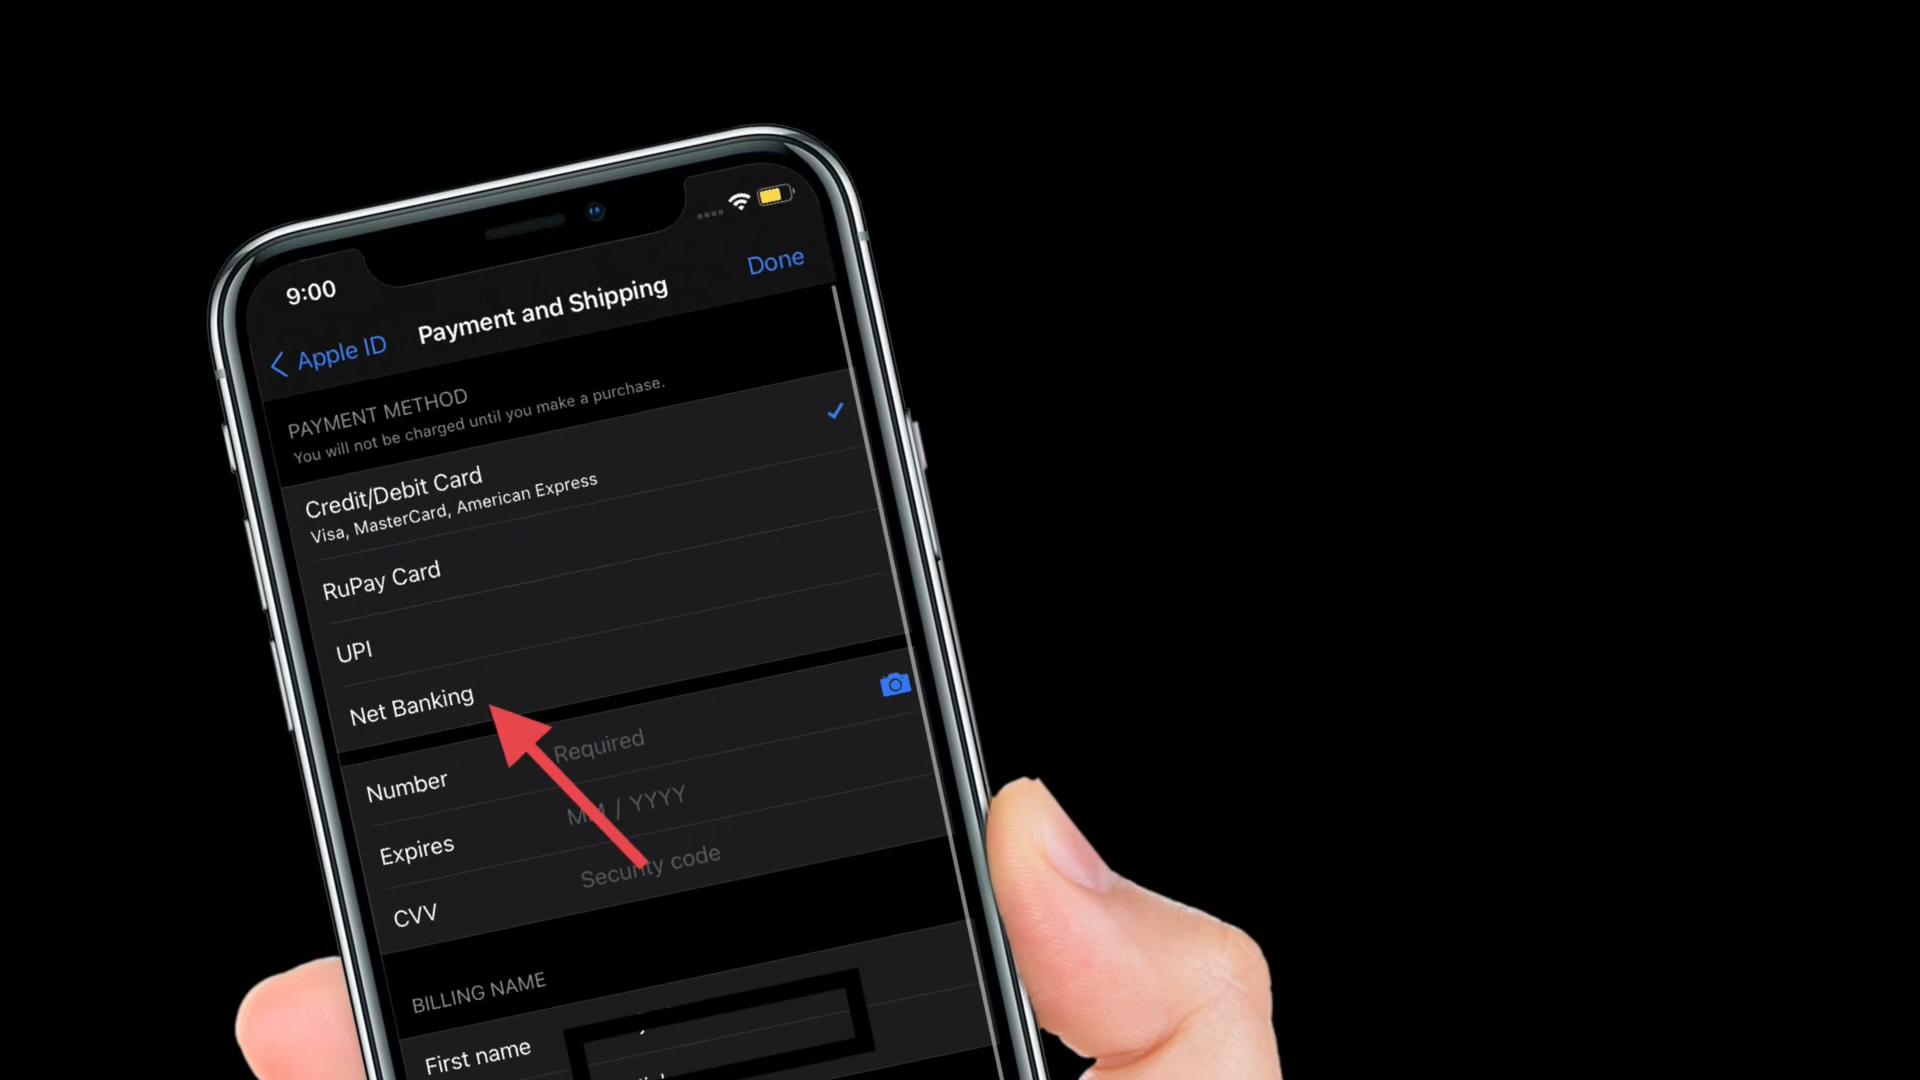 9:00
Done
Apple ID
Payment and Shipping
PAYMENT METHOD
You will not be charged until you make a purchase.
Credit/Debit Card
Visa, MasterCard, American Express
RuPay Card
UPI
Net Banking
Number Required
Expires MM / YYYY
CVV Security code
BILLING NAME
First name